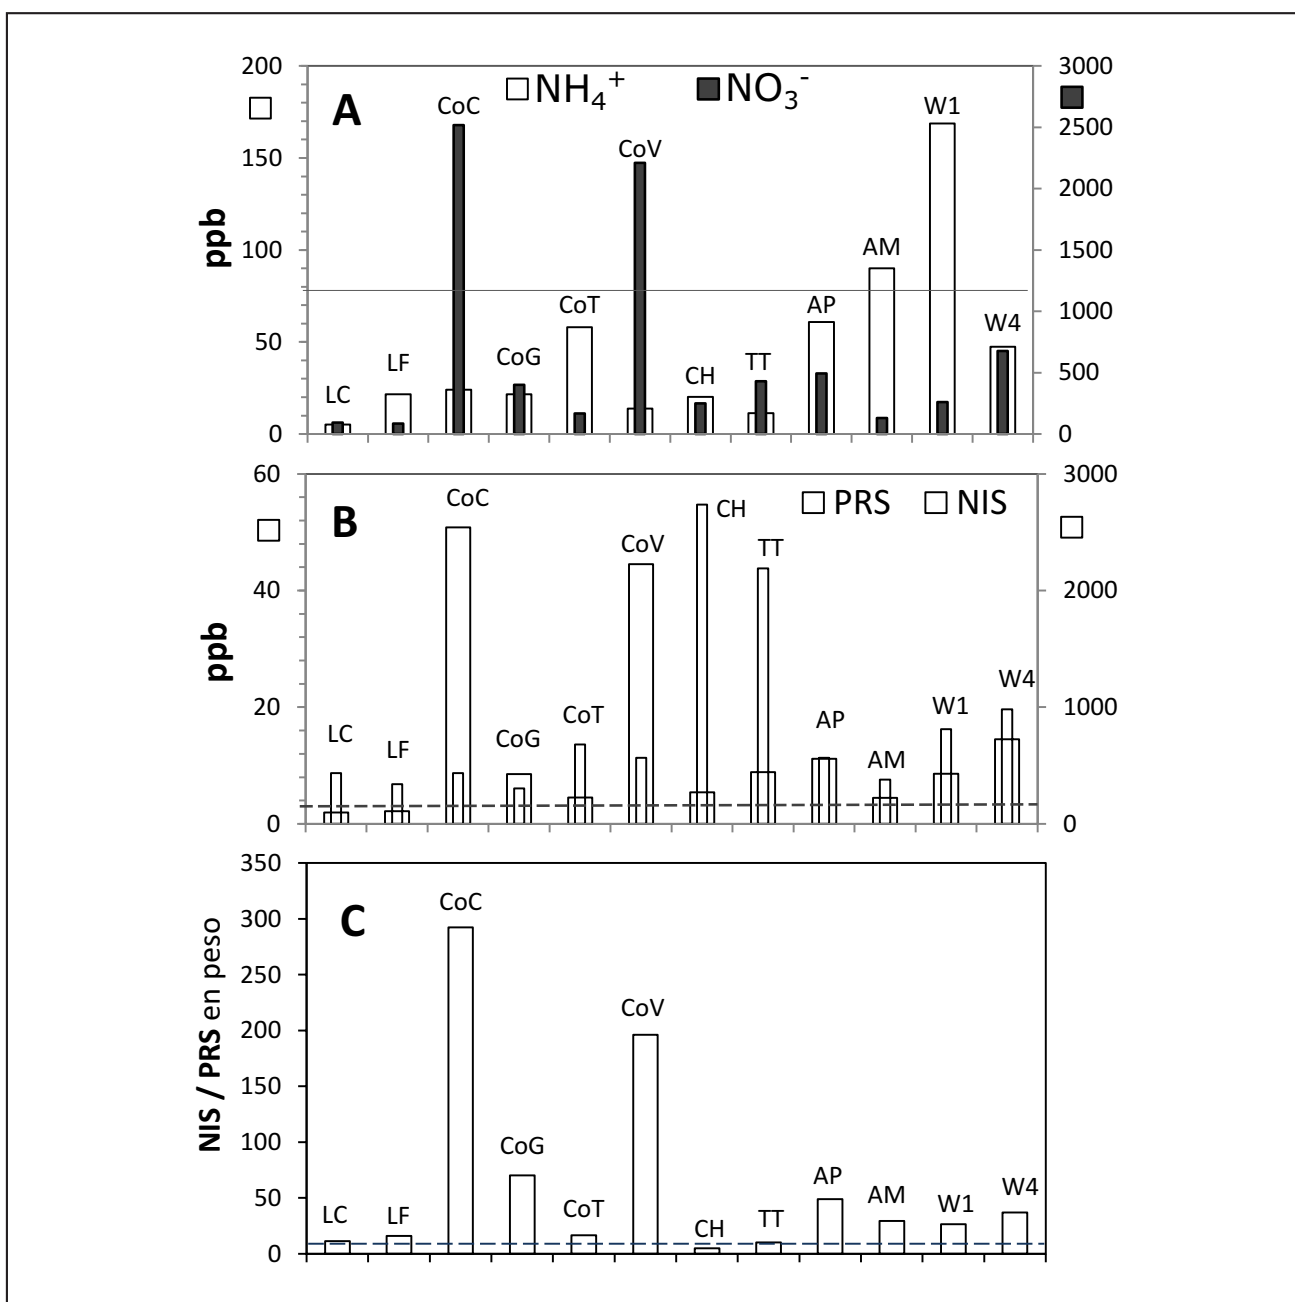 200
150
100
50
0
ppb
A
NH₄⁺ NO₃⁻
3000
2500
2000
1500
1000
500
0
LC
LF
CoC
CoG
CoT
CoV
CH
TT
AP
AM
W1
W4
60
40
20
0
ppb
B
PRS NIS
3000
2000
1000
0
LC
LF
CoC
CoG
CoT
CoV
CH
TT
AP
AM
W1
W4
350
300
250
200
150
100
50
0
NIS / PRS en peso
C
LC
LF
CoC
CoG
CoT
CoV
CH
TT
AP
AM
W1
W4